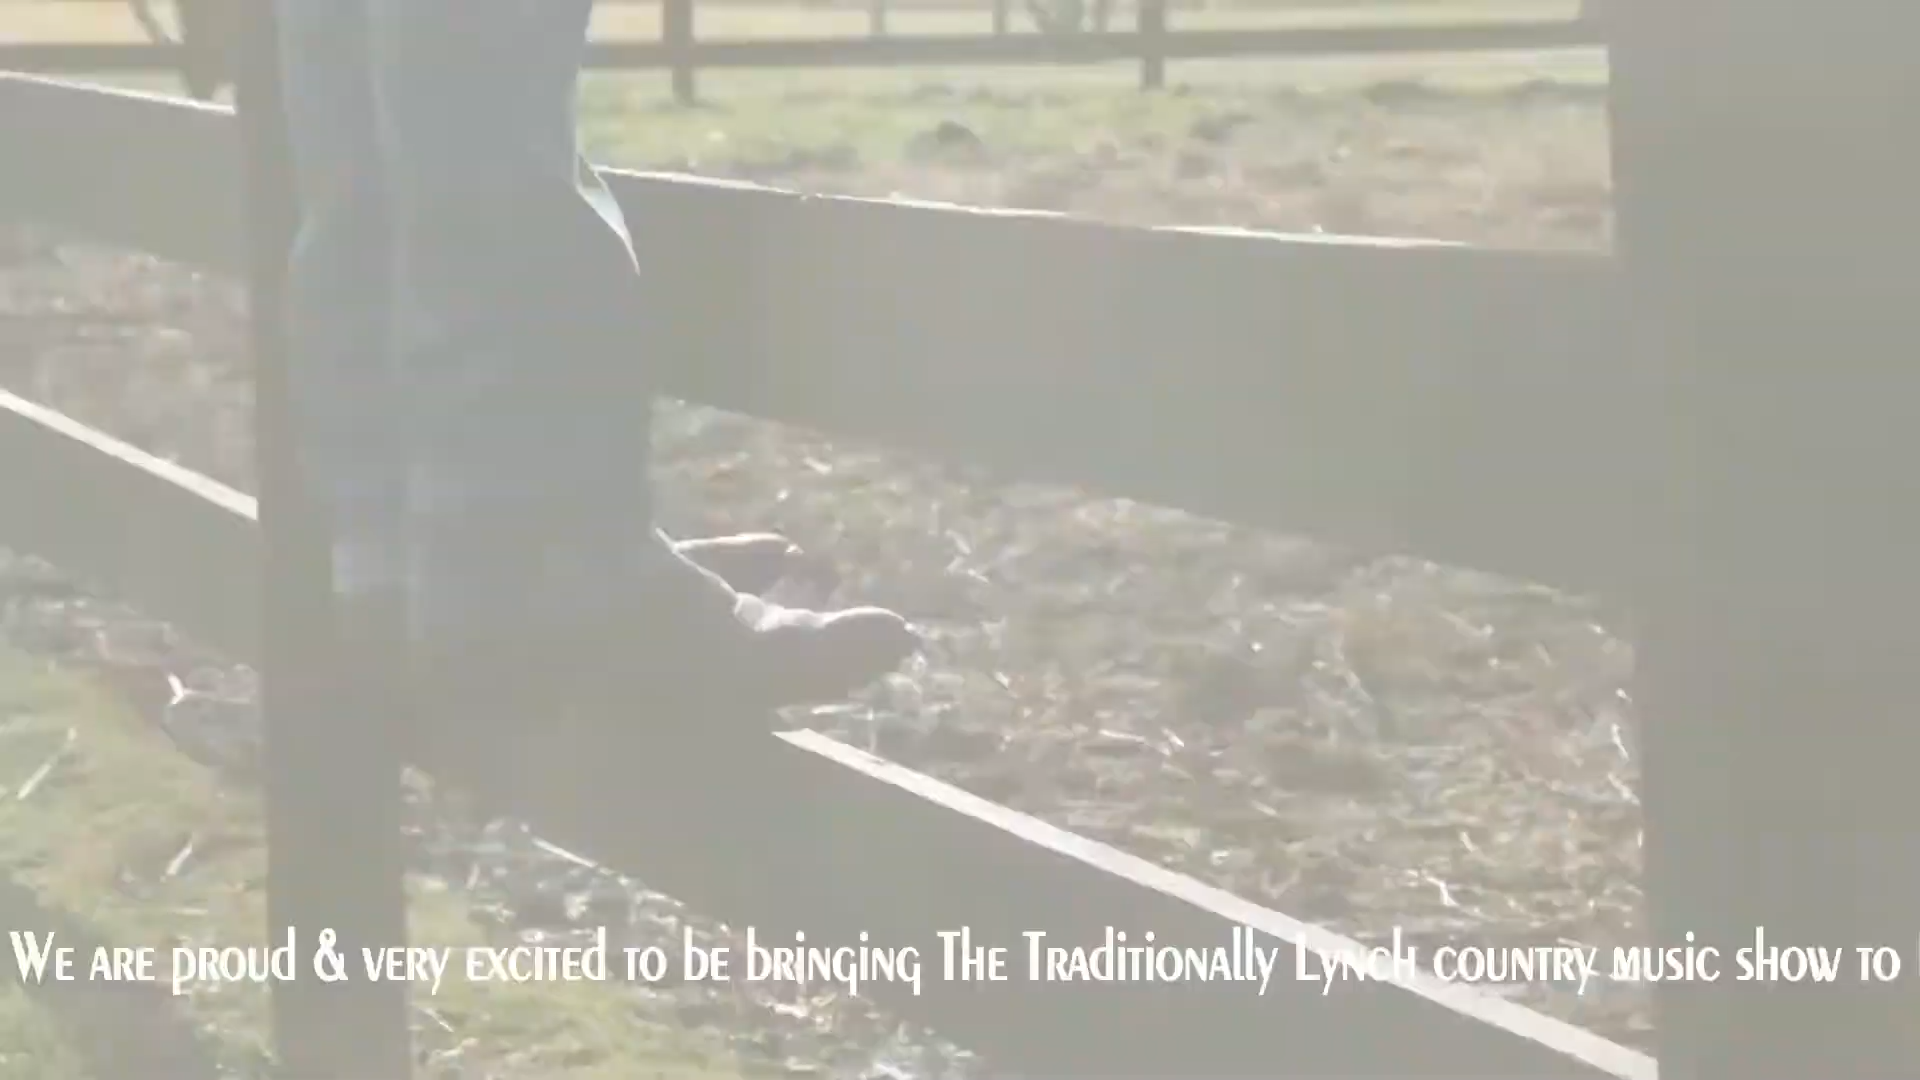 We are proud & very excited to be bringing The Traditionally Lynch country music show to